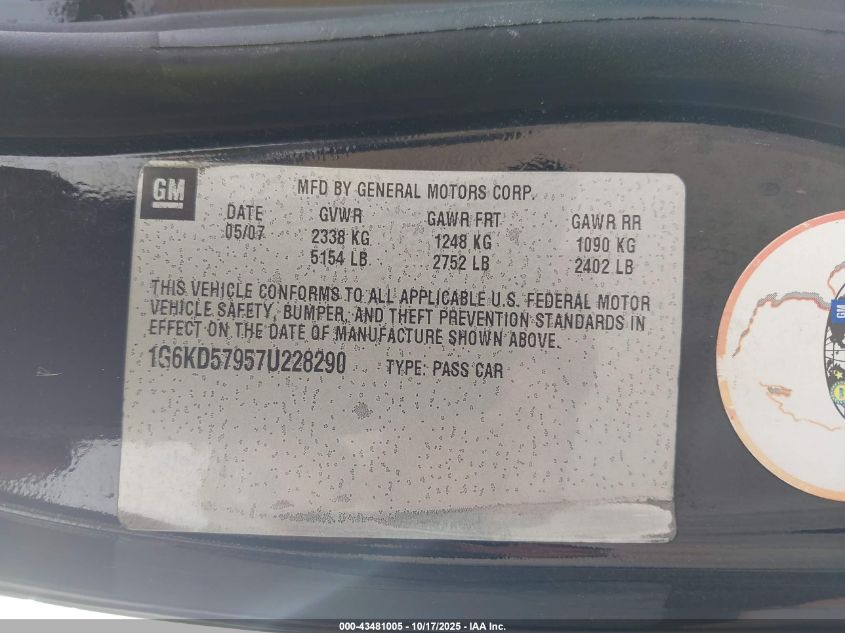 GM
MFD BY GENERAL MOTORS CORP.
DATE GVWR GAWR FRT GAWR RR
05/07 2338 KG 1248 KG 1090 KG
5154 LB 2752 LB 2402 LB
THIS VEHICLE CONFORMS TO ALL APPLICABLE U.S. FEDERAL MOTOR
VEHICLE SAFETY, BUMPER, AND THEFT PREVENTION STANDARDS IN
EFFECT ON THE DATE OF MANUFACTURE SHOWN ABOVE.
1G6KD57957U228290 TYPE: PASS CAR
GM
000-43481005 - 10/17/2025 - IAA Inc.